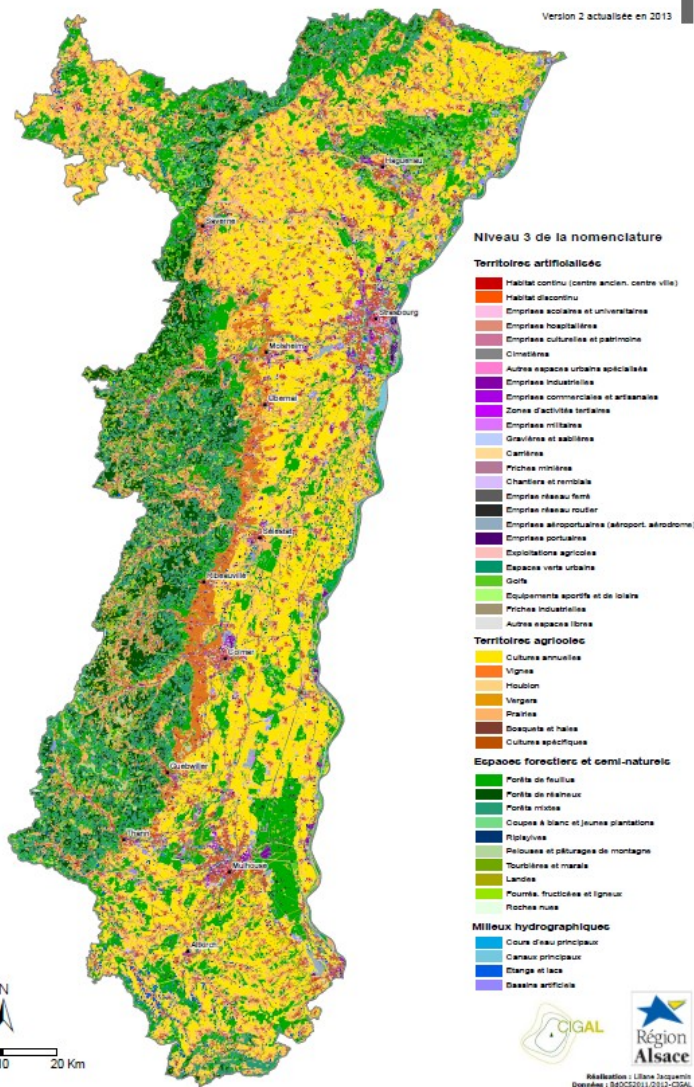 Version 2 actualisée en 2013
Haguenau
Saverne
Strasbourg
Molsheim
Obernai
Sélestat
Ribeauvillé
Colmar
Guebwiller
Thann
Mulhouse
Altkirch
N
10 20 Km
Niveau 3 de la nomenclature
Territoires artificialisés
Habitat continu (centre ancien, centre ville)
Habitat discontinu
Emprises scolaires et universitaires
Emprises hospitalières
Emprises culturelles et patrimoine
Cimetières
Autres espaces urbains spécialisés
Emprises industrielles
Emprises commerciales et artisanales
Zones d'activités tertiaires
Emprises militaires
Gravières et sablières
Carrières
Friches minières
Chantiers et remblais
Emprise réseau ferré
Emprise réseau routier
Emprises aéroportuaires (aéroport, aérodrome)
Emprises portuaires
Exploitations agricoles
Espaces verts urbains
Golfs
Equipements sportifs et de loisirs
Friches industrielles
Autres espaces libres
Territoires agricoles
Cultures annuelles
Vignes
Houblon
Vergers
Prairies
Bosquets et haies
Cultures spécifiques
Espaces forestiers et semi-naturels
Forêts de feuillus
Forêts de résineux
Forêts mixtes
Coupes à blanc et jeunes plantations
Ripisylves
Pelouses et pâturages de montagne
Tourbières et marais
Landes
Fourrés, fruticées et ligneux
Roches nues
Milieux hydrographiques
Cours d'eau principaux
Canaux principaux
Etangs et lacs
Bassins artificiels
CIGAL
Région
Alsace
Réalisation : Liliane Jacquemin
Données : BdOCS2011/2012-CIGAL